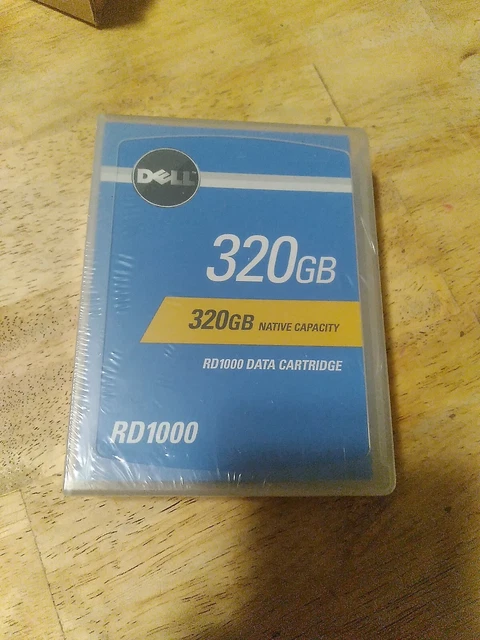 DELL
320GB
320GB NATIVE CAPACITY
RD1000 DATA CARTRIDGE
RD1000